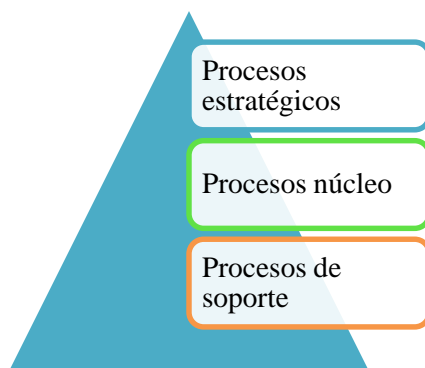 Procesos
estratégicos
Procesos núcleo
Procesos de
soporte